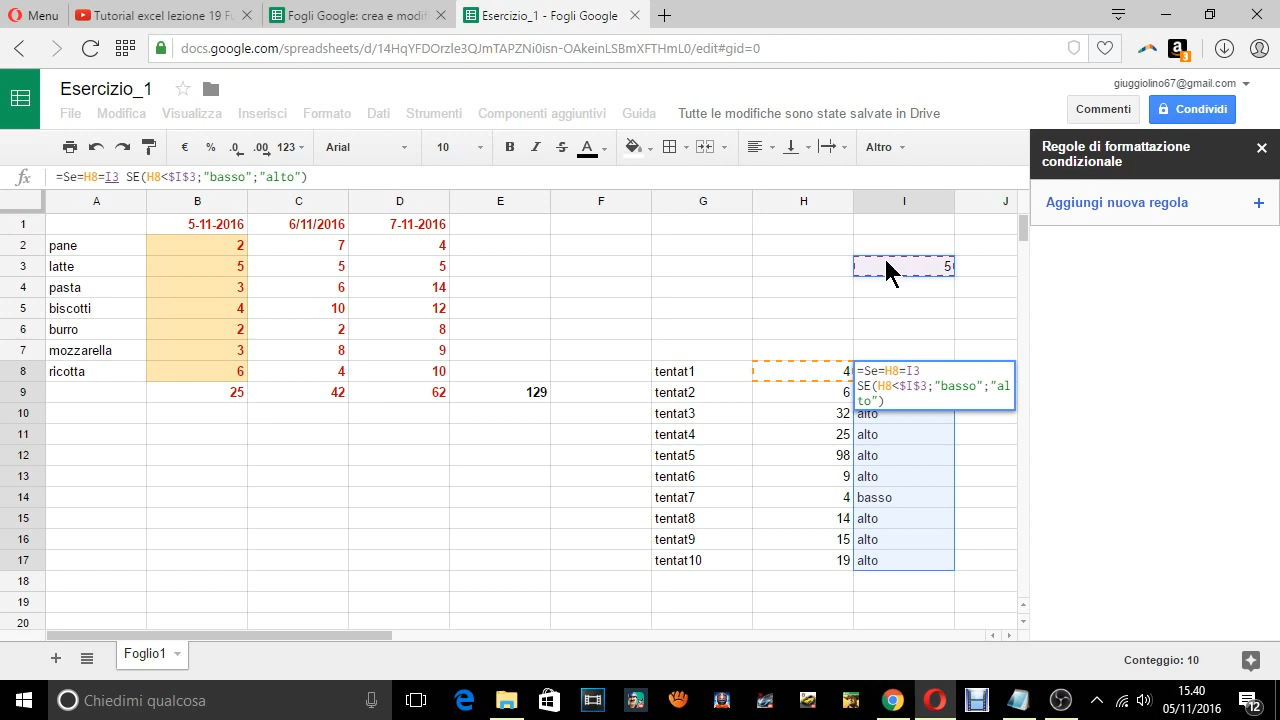 Menu
Tutorial excel lezione 19 Fu
Fogli Google: crea e modif
Esercizio_1 - Fogli Google
docs.google.com/spreadsheets/d/14HqYFDOrzIe3QJmTAPZNi0isn-OAkemLSBmXFTHmL0/edit#gid=0
3
Esercizio_1
giuggiolino67@gmail.com
File Modifica Visualizza Inserisci Formato Dati Strumenti Componenti aggiuntivi Guida Tutte le modifiche sono state salvate in Drive
Commenti
Condividi
€ % .0 .00 123 Arial 10 B I S A Altro
Regole di formattazione
condizionale
fx =Se=H8=I3 SE(H8<$I$3;"basso";"alto")
Aggiungi nuova regola +
A B C D E F G H I J
1 5-11-2016 6/11/2016 7-11-2016
2 pane 2 7 4
3 latte 5 5 5 5
4 pasta 3 6 14
5 biscotti 4 10 12
6 burro 2 2 8
7 mozzarella 3 8 9
8 ricotta 6 4 10 tentat1 4 =Se=H8=I3
SE(H8<$I$3;"basso";"al
to")
9 25 42 62 129 tentat2 6
10 tentat3 32 alto
11 tentat4 25 alto
12 tentat5 98 alto
13 tentat6 9 alto
14 tentat7 4 basso
15 tentat8 14 alto
16 tentat9 15 alto
17 tentat10 19 alto
18
19
20
Foglio1
Conteggio: 10
Chiedimi qualcosa
15.40
05/11/2016
12